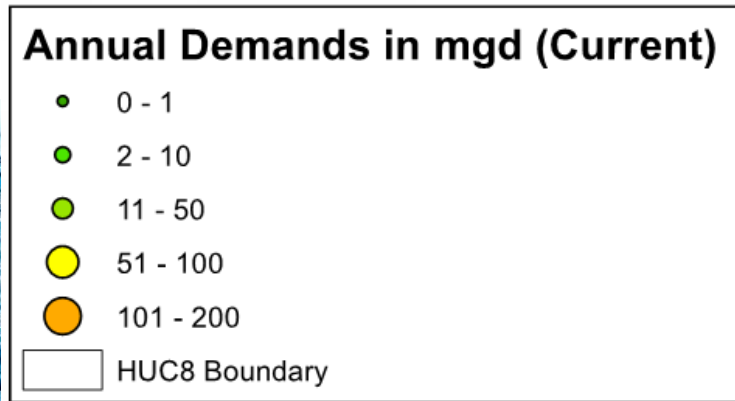 Annual Demands in mgd (Current)
0 - 1
2 - 10
11 - 50
51 - 100
101 - 200
HUC8 Boundary